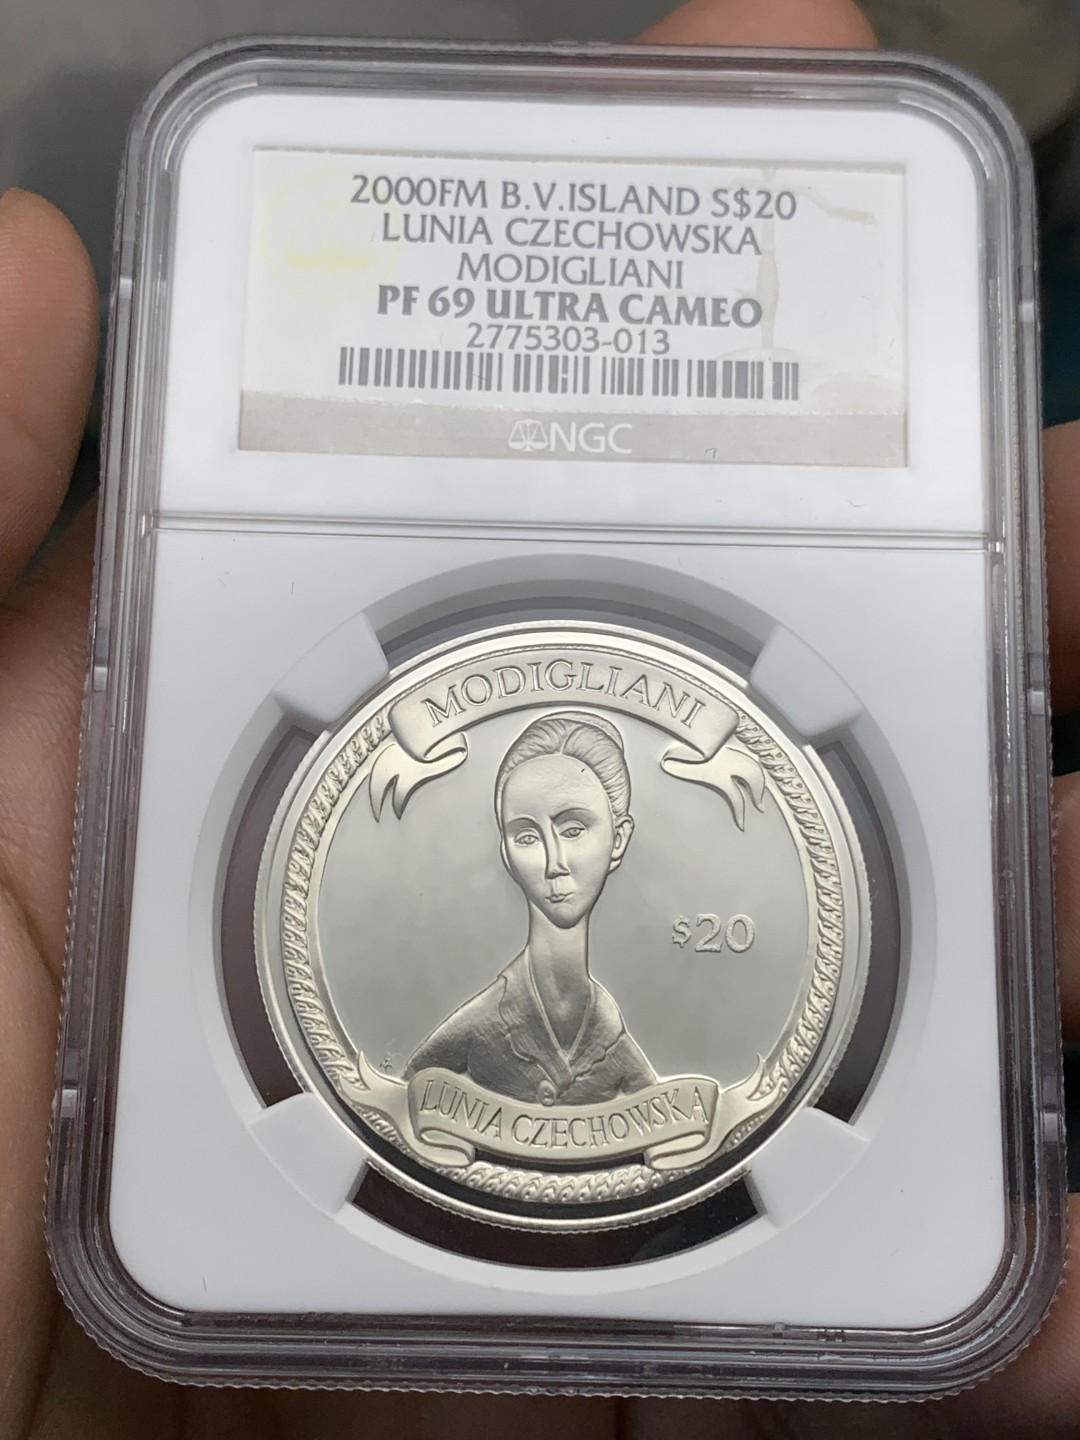 2000FM B.V.ISLAND S$20
LUNIA CZECHOWSKA
MODIGLIANI
PF 69 ULTRA CAMEO
2775303-013
NGC
MODIGLIANI
$20
LUNIA CZECHOWSKA